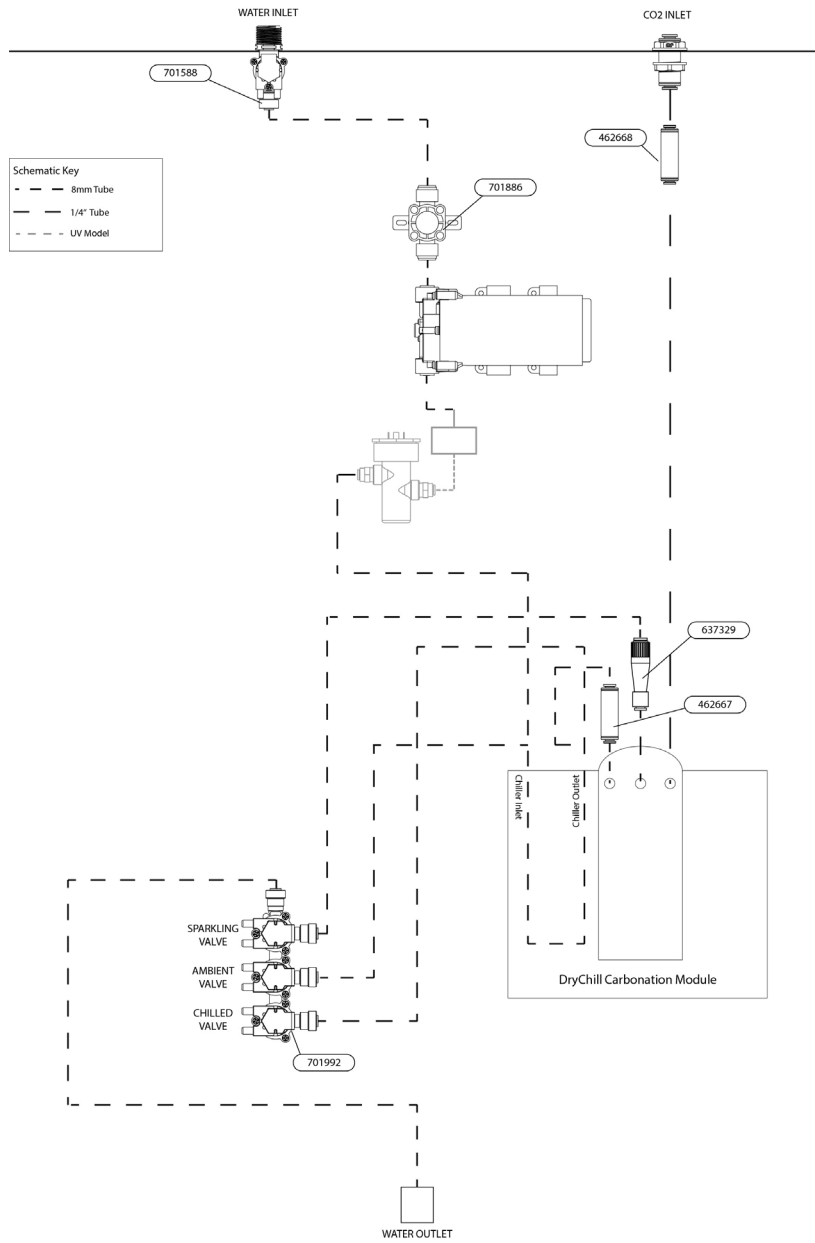 WATER INLET
CO2 INLET
701588
462668
Schematic Key
8mm Tube
1/4" Tube
UV Model
701886
637329
462667
Chiller Inlet
Chiller Outlet
SPARKLING
VALVE
AMBIENT
VALVE
CHILLED
VALVE
DryChill Carbonation Module
701992
WATER OUTLET